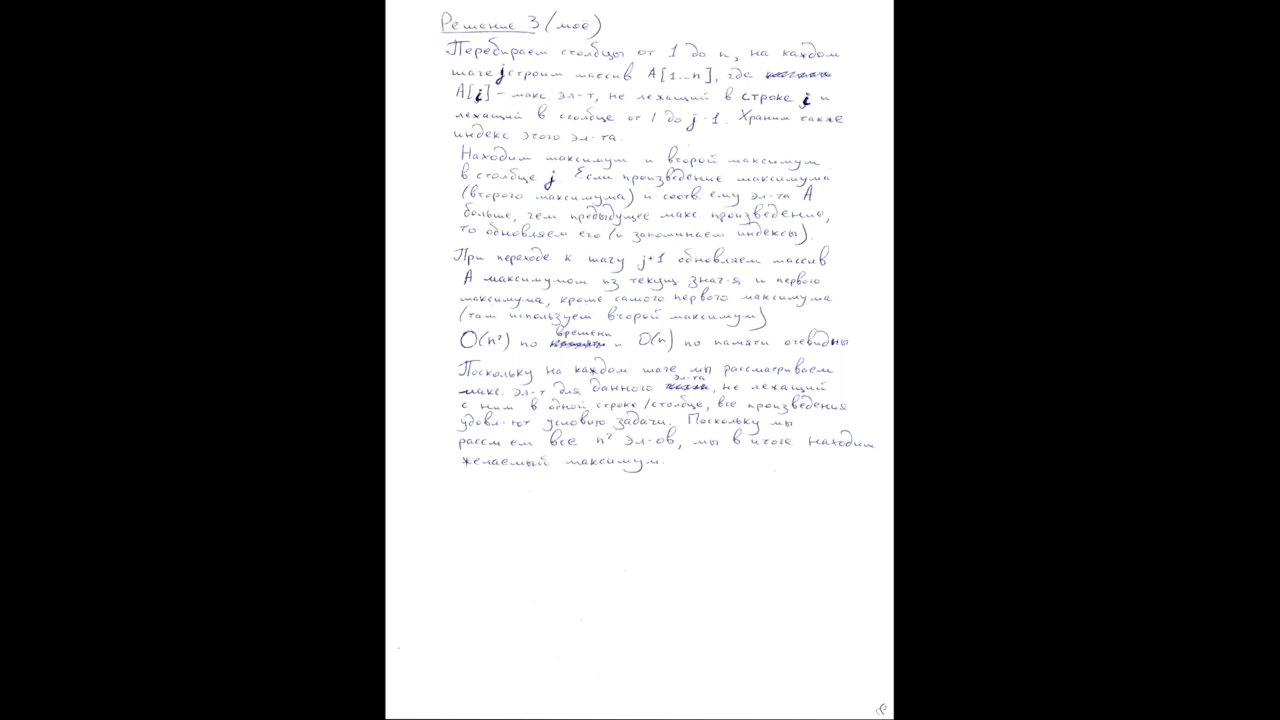 Решение 3 (моё)
Перебираем столбцы от 1 до n, на каждом
шаге j строим массив A[1..n], где
A[i] – макс. эл-т, не лежащий в строке i и
лежащий в столбце от 1 до j-1. Храним также
индекс этого эл-та.
Находим максимум и второй максимум
в столбце j. Если произведение максимума
(второго максимума) и соотв. ему эл-та A
больше, чем предыдущее макс. произведение,
то обновляем его (и запоминаем индексы).
При переходе к шагу j+1 обновляем массив
A максимумом из текущ знач-я и первого
максимума, кроме самого первого максимума
(там использует второй максимум)
O(n²) по времени и O(n) по памяти очевидны
Поскольку на каждом шаге мы рассматриваем
макс. эл-т для данного эл-та, не лежащий
с ним в одной строке/столбце, все произведения
удовл-ют условию задачи. Поскольку мы
рассм-ем все n² эл-ов, мы в итоге находим
желаемый максимум.